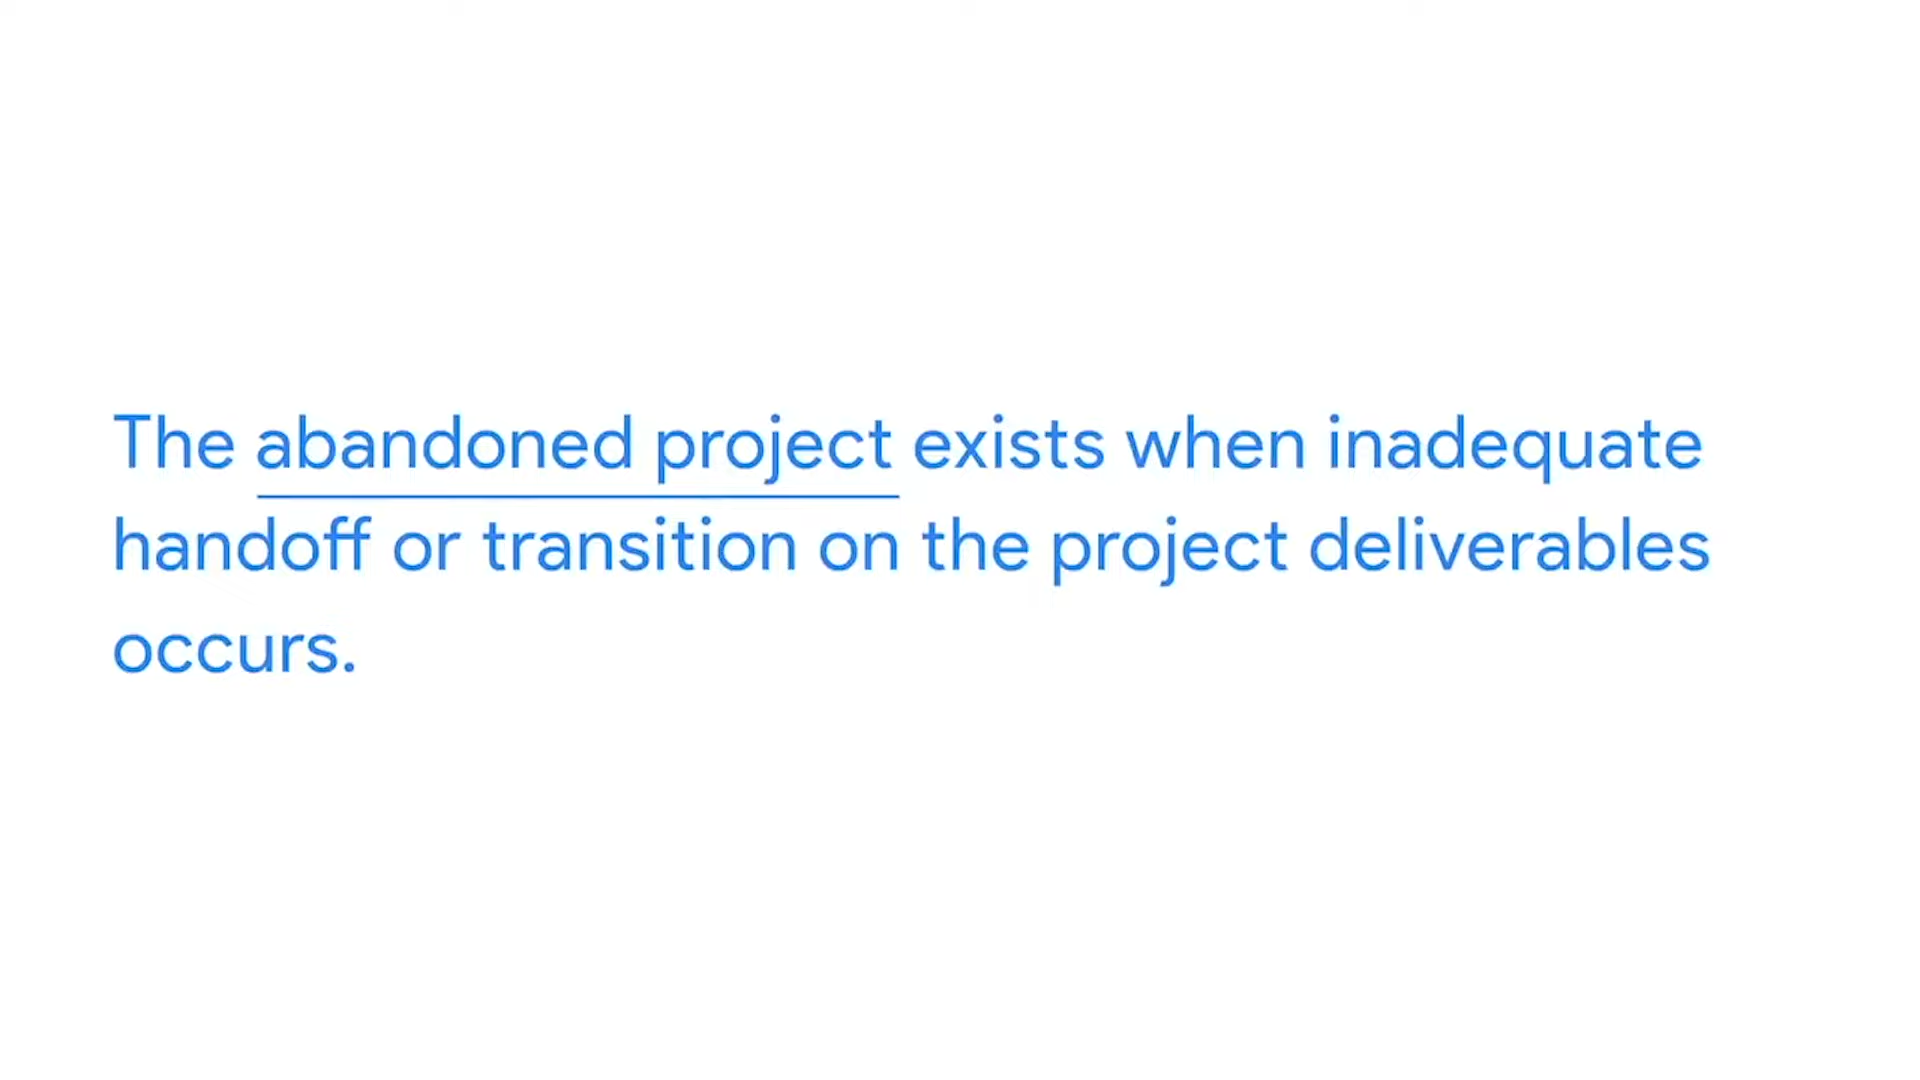 The abandoned project exists when inadequate
handoff or transition on the project deliverables
occurs.